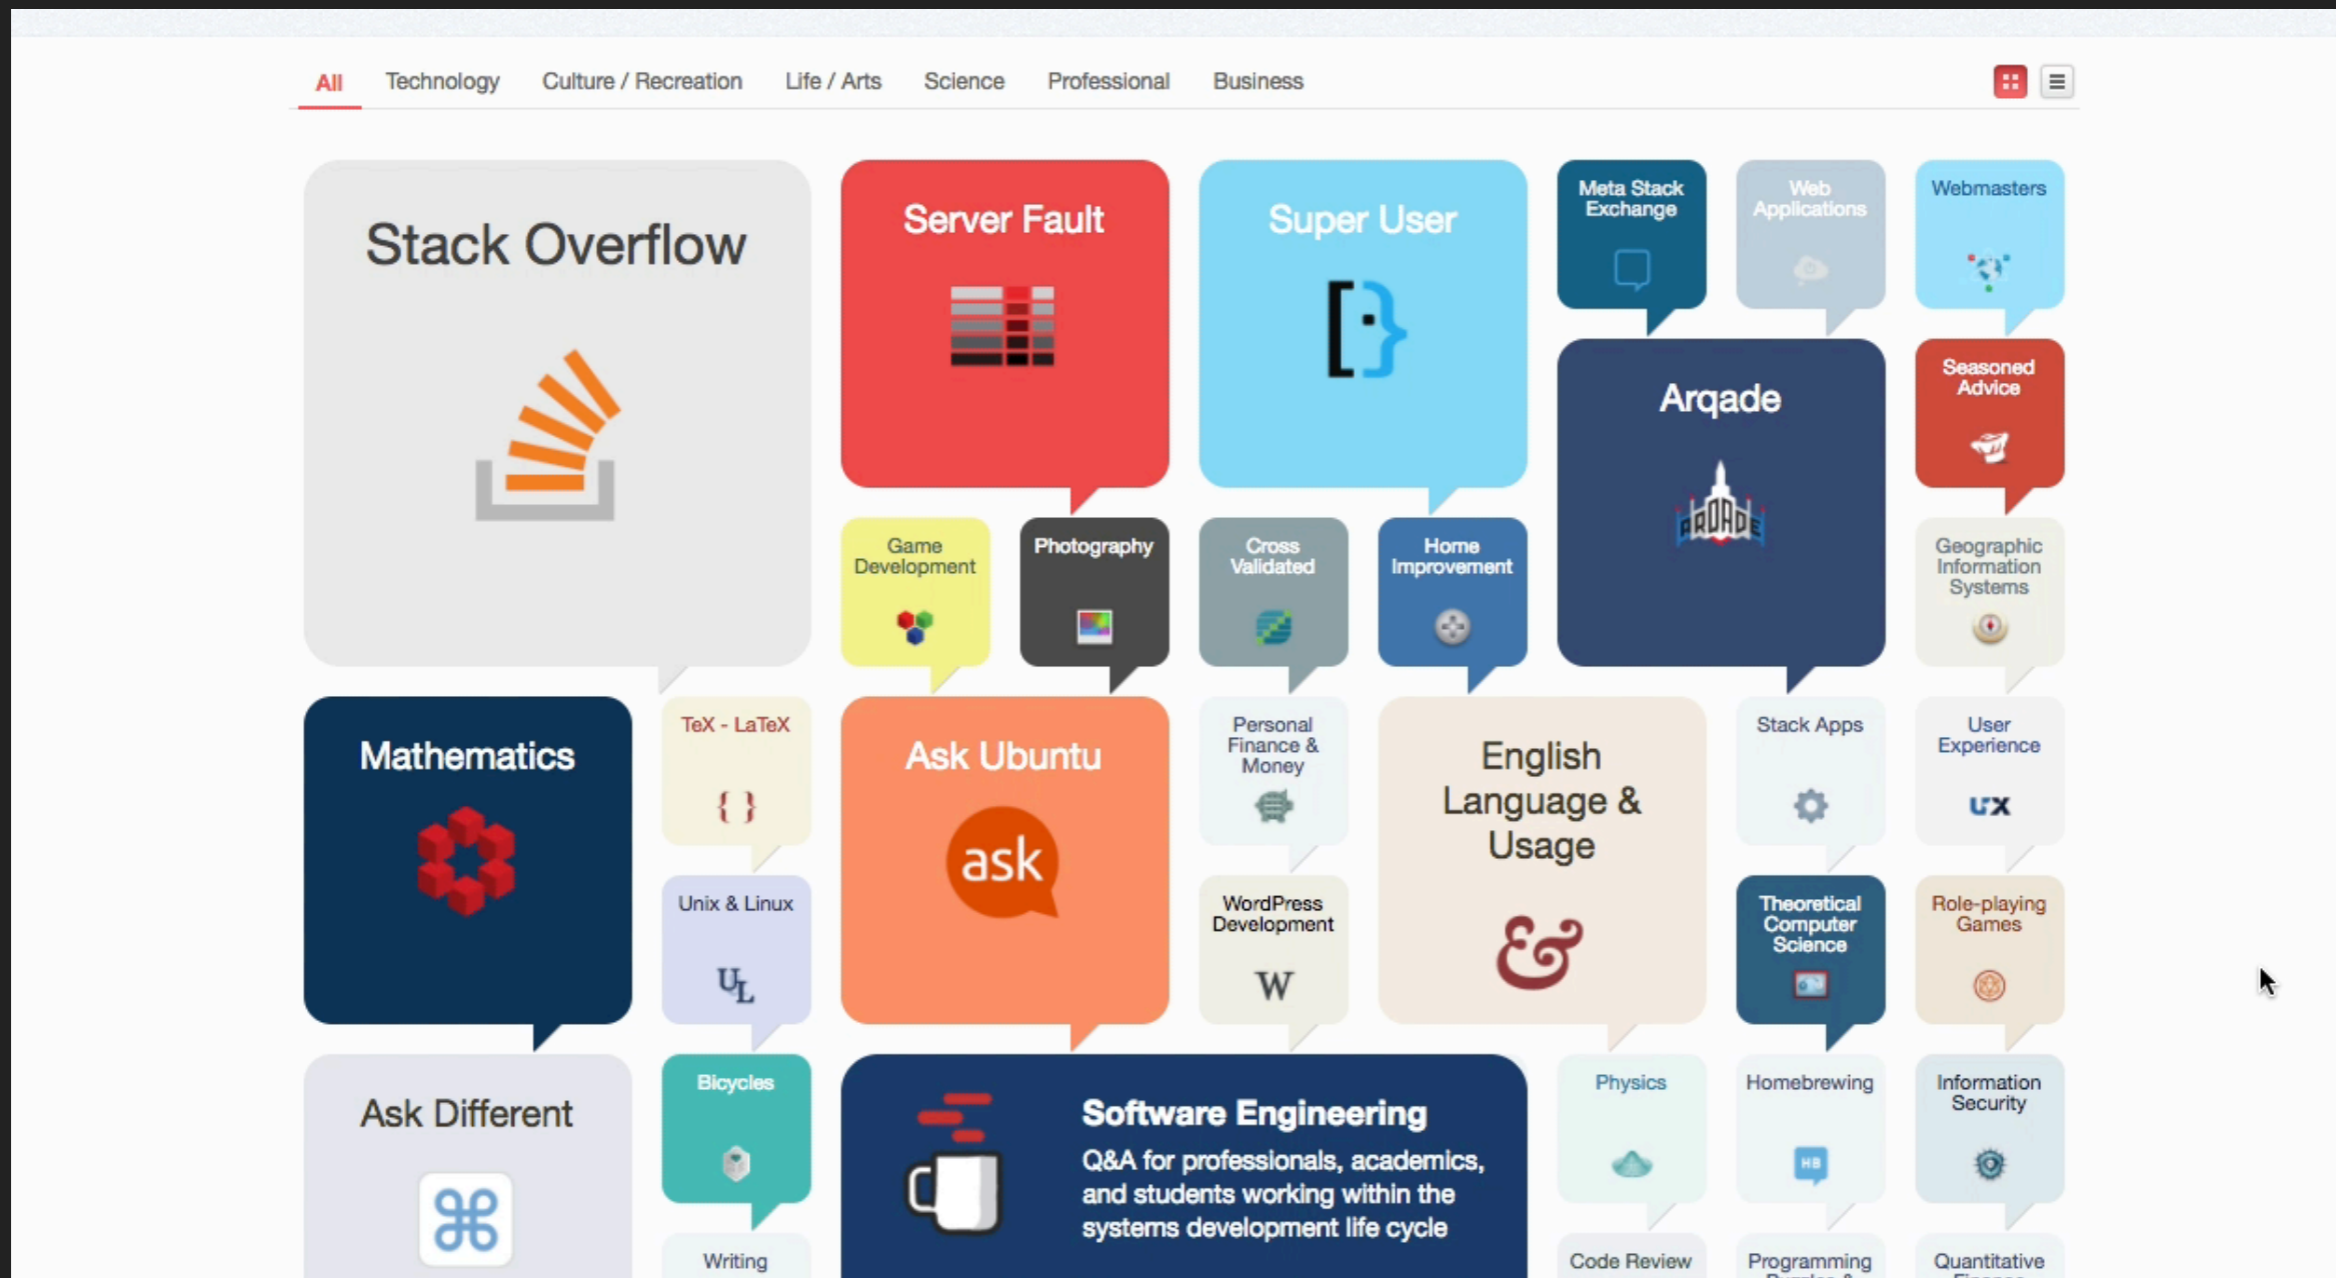 All
Technology
Culture / Recreation
Life / Arts
Science
Professional
Business
Stack Overflow
Server Fault
Super User
Meta Stack
Exchange
Web
Applications
Webmasters
Arqade
ARQADE
Seasoned
Advice
Game
Development
Photography
Cross
Validated
Home
Improvement
Geographic
Information
Systems
Mathematics
TeX - LaTeX
{ }
Ask Ubuntu
ask
Personal
Finance &
Money
English
Language &
Usage
&
Stack Apps
User
Experience
UX
Unix & Linux
UL
WordPress
Development
W
Theoretical
Computer
Science
Role-playing
Games
Ask Different
Bicycles
Software Engineering
Q&A for professionals, academics,
and students working within the
systems development life cycle
Physics
Homebrewing
HB
Information
Security
Writing
Code Review
Programming
Quantitative